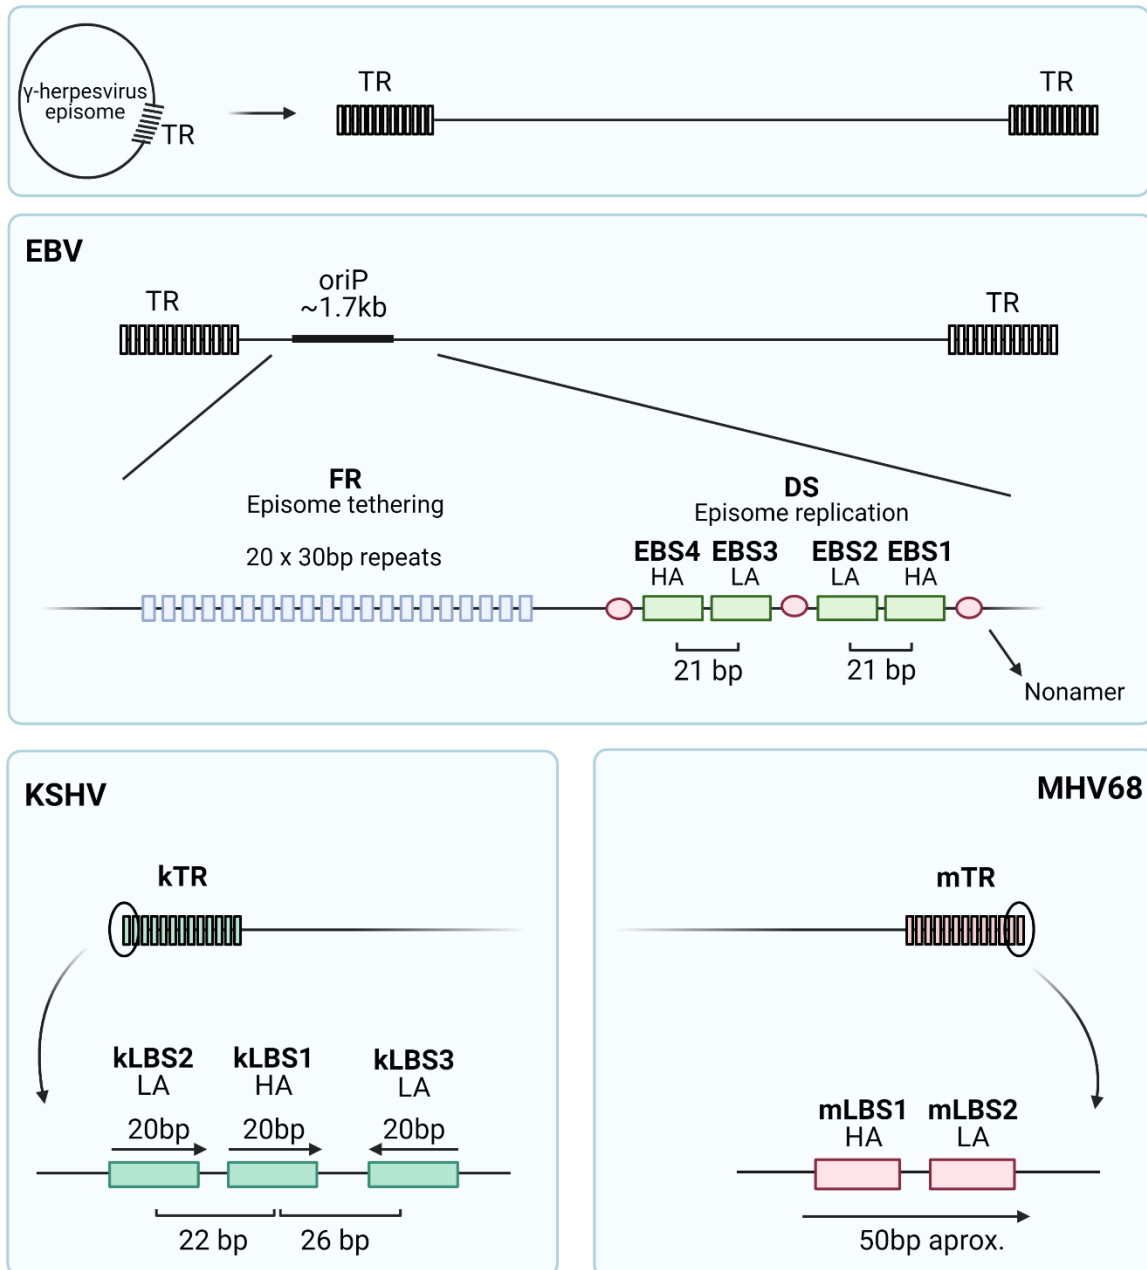 γ-herpesvirus
episome
TR
TR
TR
EBV
oriP
~1.7kb
TR
TR
FR
Episome tethering
20 x 30bp repeats
DS
Episome replication
EBS4 EBS3 EBS2 EBS1
HA LA LA HA
21 bp 21 bp
Nonamer
KSHV
kTR
kLBS2 kLBS1 kLBS3
LA HA LA
20bp 20bp 20bp
22 bp 26 bp
MHV68
mTR
mLBS1 mLBS2
HA LA
50bp aprox.